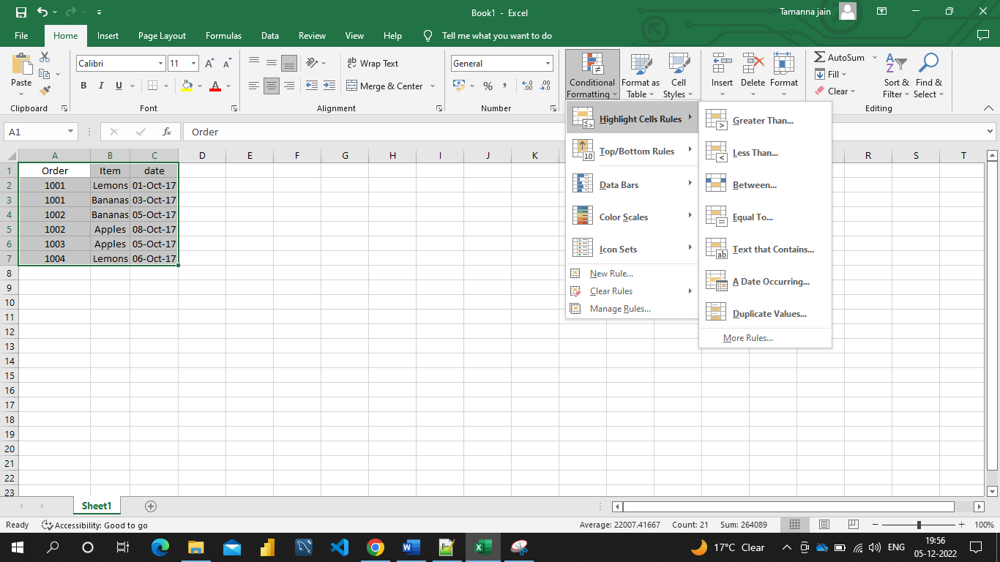 Book1 - Excel
Tamanna jain
File Home Insert Page Layout Formulas Data Review View Help Tell me what you want to do
Paste
Clipboard
Calibri 11
B I U
Font
Wrap Text
Merge & Center
Alignment
General
% ,
Number
Conditional Formatting
Format as Table
Cell Styles
Insert Delete Format
AutoSum
Fill
Clear
Sort & Filter
Find & Select
Editing
A1 fx Order
Highlight Cells Rules
Top/Bottom Rules
Data Bars
Color Scales
Icon Sets
New Rule...
Clear Rules
Manage Rules...
Greater Than...
Less Than...
Between...
Equal To...
Text that Contains...
A Date Occurring...
Duplicate Values...
More Rules...
A B C D E F G H I J K R S T
1 Order Item date
2 1001 Lemons 01-Oct-17
3 1001 Bananas 03-Oct-17
4 1002 Bananas 05-Oct-17
5 1002 Apples 08-Oct-17
6 1003 Apples 05-Oct-17
7 1004 Lemons 06-Oct-17
8
9
10
11
12
13
14
15
16
17
18
19
20
21
22
23
Sheet1
Ready Accessibility: Good to go Average: 22007.41667 Count: 21 Sum: 264089 100%
17°C Clear ENG 19:56
05-12-2022